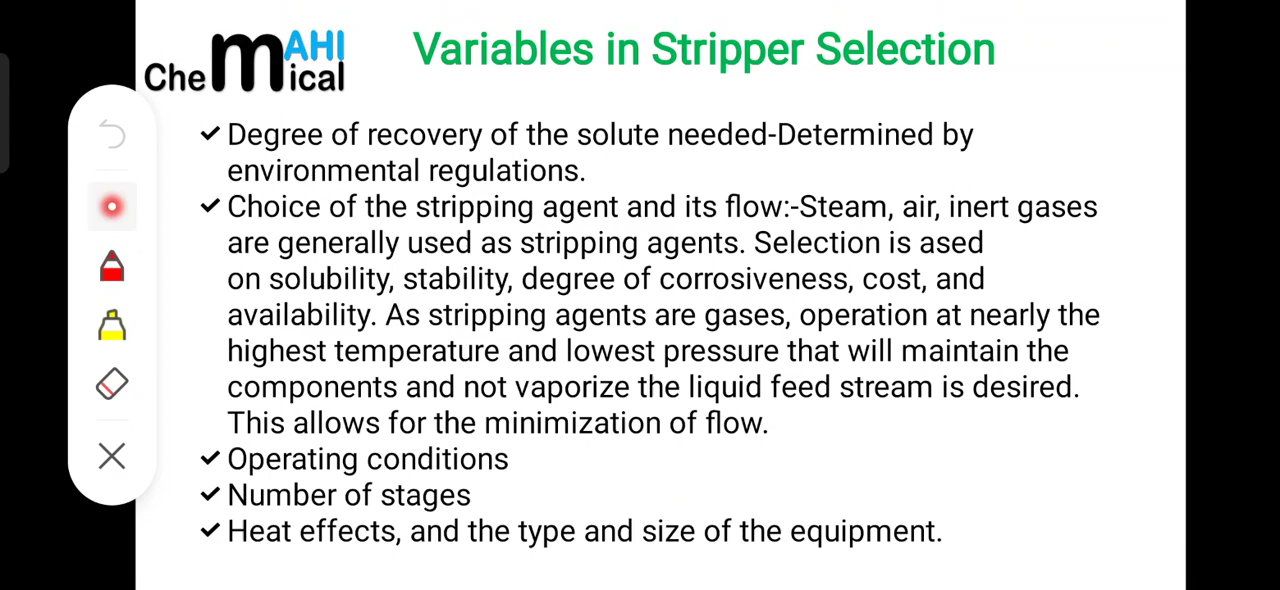 CheMical
MAHI
Variables in Stripper Selection
✓ Degree of recovery of the solute needed-Determined by
environmental regulations.
✓ Choice of the stripping agent and its flow:-Steam, air, inert gases
are generally used as stripping agents. Selection is ased
on solubility, stability, degree of corrosiveness, cost, and
availability. As stripping agents are gases, operation at nearly the
highest temperature and lowest pressure that will maintain the
components and not vaporize the liquid feed stream is desired.
This allows for the minimization of flow.
✓ Operating conditions
✓ Number of stages
✓ Heat effects, and the type and size of the equipment.